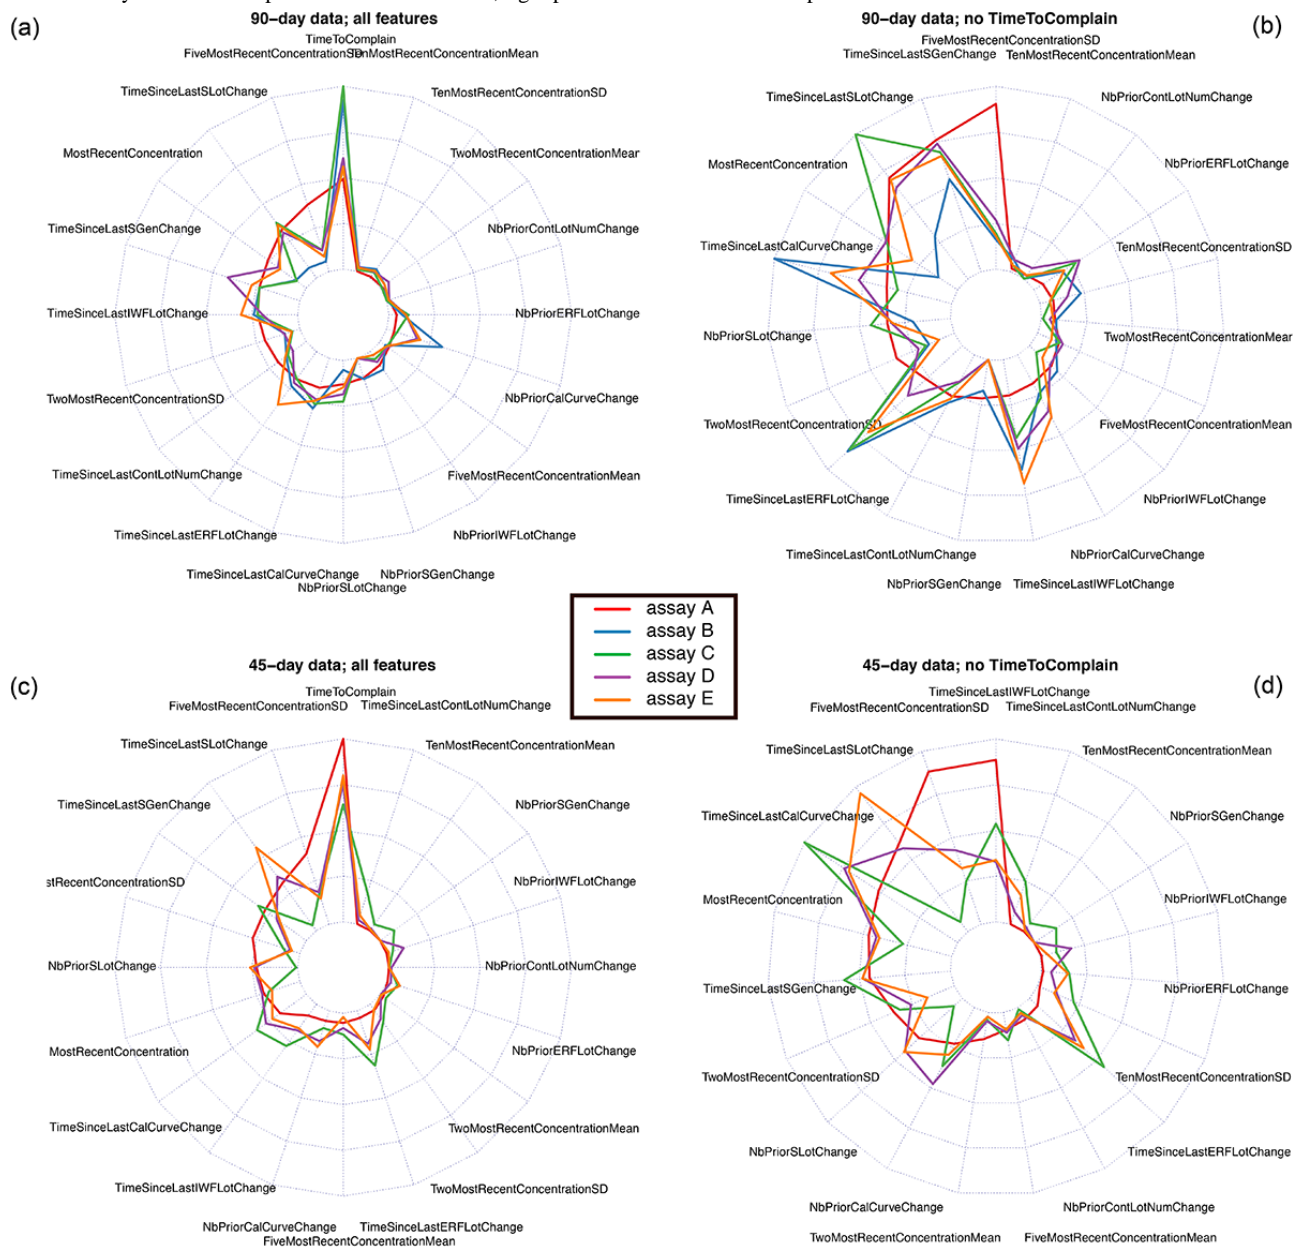 (a)
90-day data; all features
TimeToComplain
FiveMostRecentConcentrationSD
TenMostRecentConcentrationMean
TimeSinceLastSLotChange
TenMostRecentConcentrationSD
MostRecentConcentration
TwoMostRecentConcentrationMear
TimeSinceLastSGenChange
NbPriorContLotNumChange
TimeSinceLastIWFLotChange
NbPriorERFLotChange
TwoMostRecentConcentrationSD
NbPriorCalCurveChange
TimeSinceLastContLotNumChange
FiveMostRecentConcentrationMean
TimeSinceLastERFLotChange
NbPriorIWFLotChange
TimeSinceLastCalCurveChange
NbPriorSGenChange
NbPriorSLotChange
(b)
90-day data; no TimeToComplain
FiveMostRecentConcentrationSD
TimeSinceLastSGenChange
TenMostRecentConcentrationMean
TimeSinceLastSLotChange
NbPriorContLotNumChange
MostRecentConcentration
NbPriorERFLotChange
TimeSinceLastCalCurveChange
TenMostRecentConcentrationSD
NbPriorSLotChange
TwoMostRecentConcentrationMear
TwoMostRecentConcentrationSD
FiveMostRecentConcentrationMean
TimeSinceLastERFLotChange
NbPriorIWFLotChange
TimeSinceLastContLotNumChange
NbPriorCalCurveChange
NbPriorSGenChange
TimeSinceLastIWFLotChange
assay A
assay B
assay C
assay D
assay E
(c)
45-day data; all features
TimeToComplain
FiveMostRecentConcentrationSD
TimeSinceLastContLotNumChange
TimeSinceLastSLotChange
TenMostRecentConcentrationMean
TimeSinceLastSGenChange
NbPriorSGenChange
stRecentConcentrationSD
NbPriorIWFLotChange
NbPriorSLotChange
NbPriorContLotNumChange
MostRecentConcentration
NbPriorERFLotChange
TimeSinceLastCalCurveChange
TwoMostRecentConcentrationMean
TimeSinceLastIWFLotChange
TwoMostRecentConcentrationSD
NbPriorCalCurveChange
TimeSinceLastERFLotChange
FiveMostRecentConcentrationMean
(d)
45-day data; no TimeToComplain
TimeSinceLastIWFLotChange
FiveMostRecentConcentrationSD
TimeSinceLastContLotNumChange
TimeSinceLastSLotChange
TenMostRecentConcentrationMean
TimeSinceLastCalCurveChange
NbPriorSGenChange
MostRecentConcentration
NbPriorIWFLotChange
TimeSinceLastSGenChange
NbPriorERFLotChange
TwoMostRecentConcentrationSD
TenMostRecentConcentrationSD
NbPriorSLotChange
TimeSinceLastERFLotChange
NbPriorCalCurveChange
NbPriorContLotNumChange
TwoMostRecentConcentrationMean
FiveMostRecentConcentrationMean